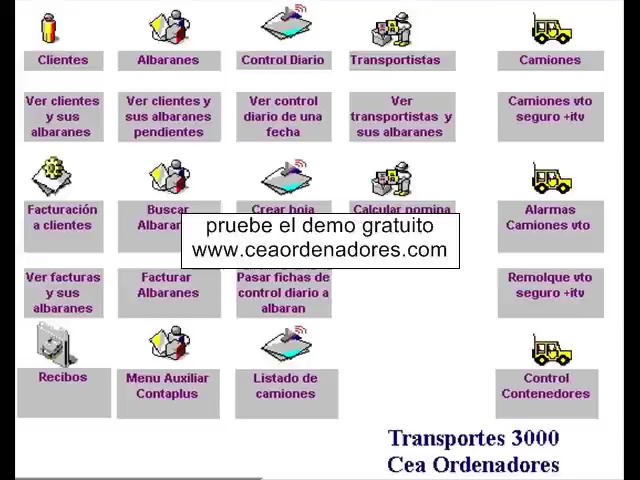 Clientes
Albaranes
Control Diario
Transportistas
Camiones
Ver clientes
y sus
albaranes
Ver clientes y
sus albaranes
pendientes
Ver control
diario de una
fecha
Ver
transportistas y
sus albaranes
Camiones vto
seguro +itv
Facturación
a clientes
Buscar
Albarán
Crear hoja
Calcular nomina
Alarmas
Camiones vto
pruebe el demo gratuito
www.ceaordenadores.com
Ver facturas
y sus
albaranes
Facturar
Albaranes
Pasar fichas de
control diario a
albaran
Remolque vto
seguro +itv
Recibos
Menu Auxiliar
Contaplus
Listado de
camiones
Control
Contenedores
Transportes 3000
Cea Ordenadores